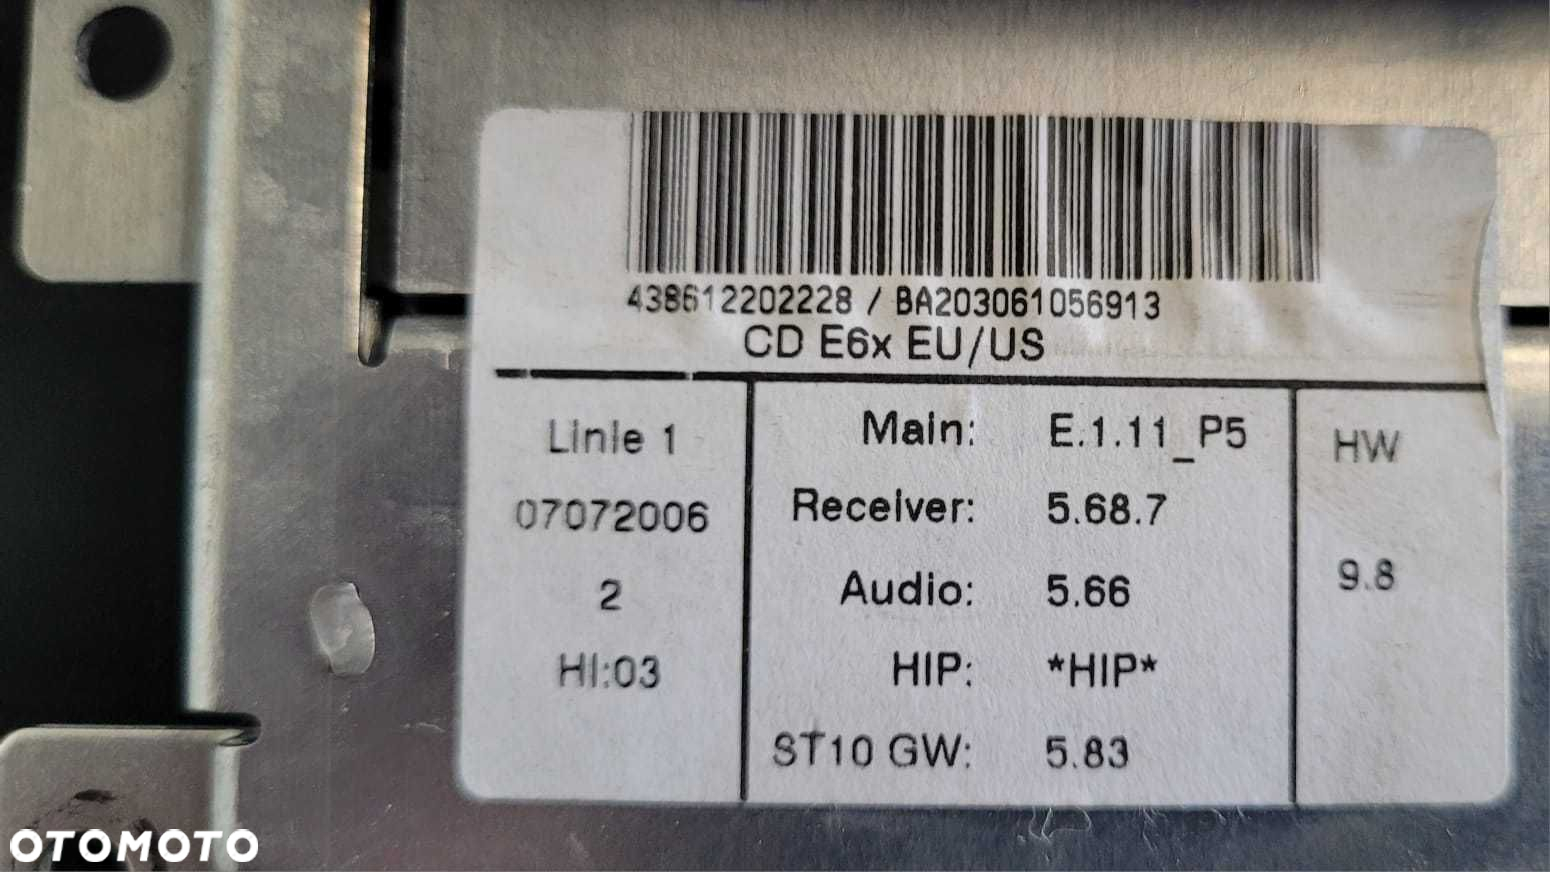 438612202228 / BA203061056913
CD E6x EU/US
Linie 1
07072006
2
HI:03
Main: E.1.11_P5
Receiver: 5.68.7
Audio: 5.66
HIP: *HIP*
ST10 GW: 5.83
HW
9.8
OTOMOTO